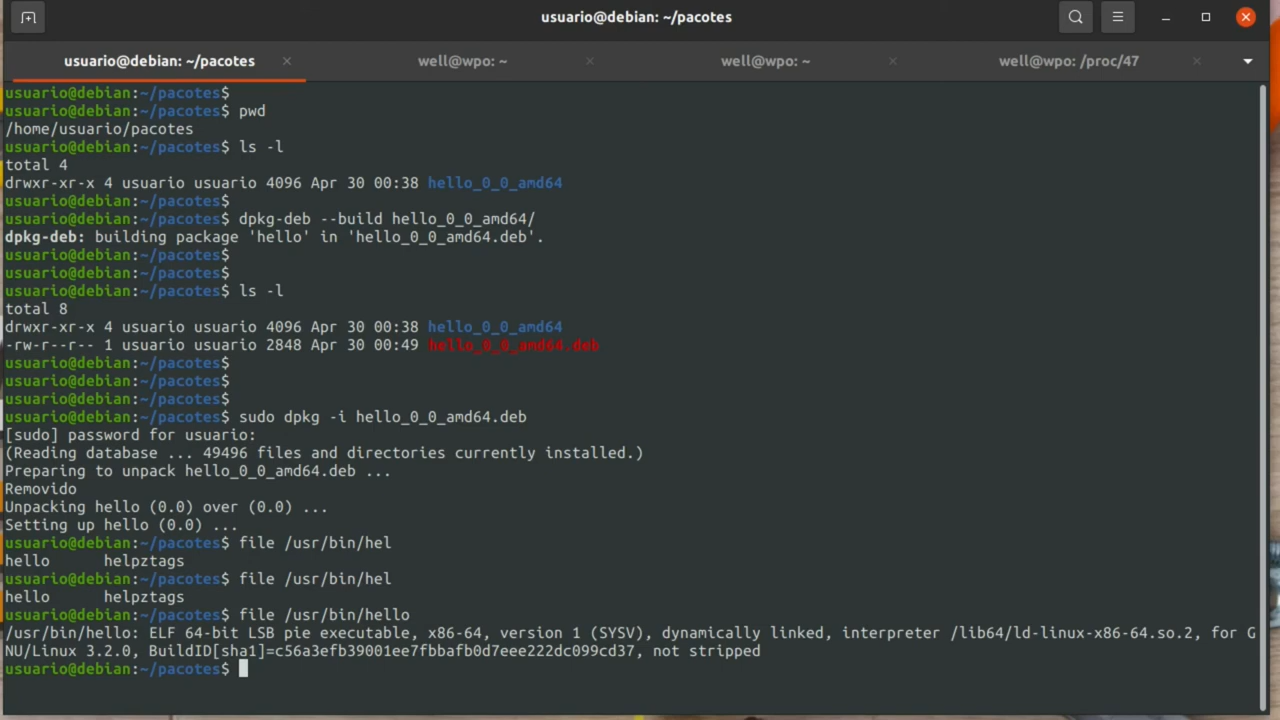 usuario@debian: ~/pacotes
usuario@debian: ~/pacotes × well@wpo: ~ × well@wpo: ~ × well@wpo: /proc/47 ×
usuario@debian:~/pacotes$
usuario@debian:~/pacotes$ pwd
/home/usuario/pacotes
usuario@debian:~/pacotes$ ls -l
total 4
drwxr-xr-x 4 usuario usuario 4096 Apr 30 00:38 hello_0_0_amd64
usuario@debian:~/pacotes$
usuario@debian:~/pacotes$ dpkg-deb --build hello_0_0_amd64/
dpkg-deb: building package 'hello' in 'hello_0_0_amd64.deb'.
usuario@debian:~/pacotes$
usuario@debian:~/pacotes$
usuario@debian:~/pacotes$ ls -l
total 8
drwxr-xr-x 4 usuario usuario 4096 Apr 30 00:38 hello_0_0_amd64
-rw-r--r-- 1 usuario usuario 2848 Apr 30 00:49 hello_0_0_amd64.deb
usuario@debian:~/pacotes$
usuario@debian:~/pacotes$
usuario@debian:~/pacotes$
usuario@debian:~/pacotes$ sudo dpkg -i hello_0_0_amd64.deb
[sudo] password for usuario:
(Reading database ... 49496 files and directories currently installed.)
Preparing to unpack hello_0_0_amd64.deb ...
Removido
Unpacking hello (0.0) over (0.0) ...
Setting up hello (0.0) ...
usuario@debian:~/pacotes$ file /usr/bin/hel
hello      helpztags
usuario@debian:~/pacotes$ file /usr/bin/hel
hello      helpztags
usuario@debian:~/pacotes$ file /usr/bin/hello
/usr/bin/hello: ELF 64-bit LSB pie executable, x86-64, version 1 (SYSV), dynamically linked, interpreter /lib64/ld-linux-x86-64.so.2, for G
NU/Linux 3.2.0, BuildID[sha1]=c56a3efb39001ee7fbbafb0d7eee222dc099cd37, not stripped
usuario@debian:~/pacotes$